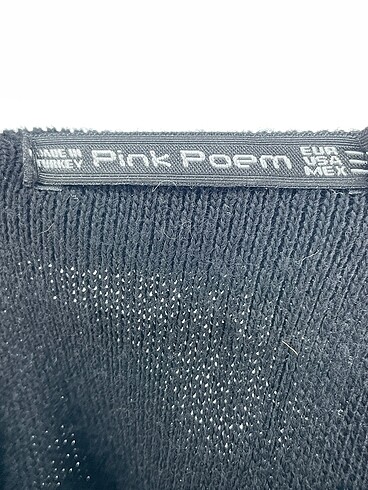 MADE IN
TURKEY
Pink Poem
EUR
USA
MEX